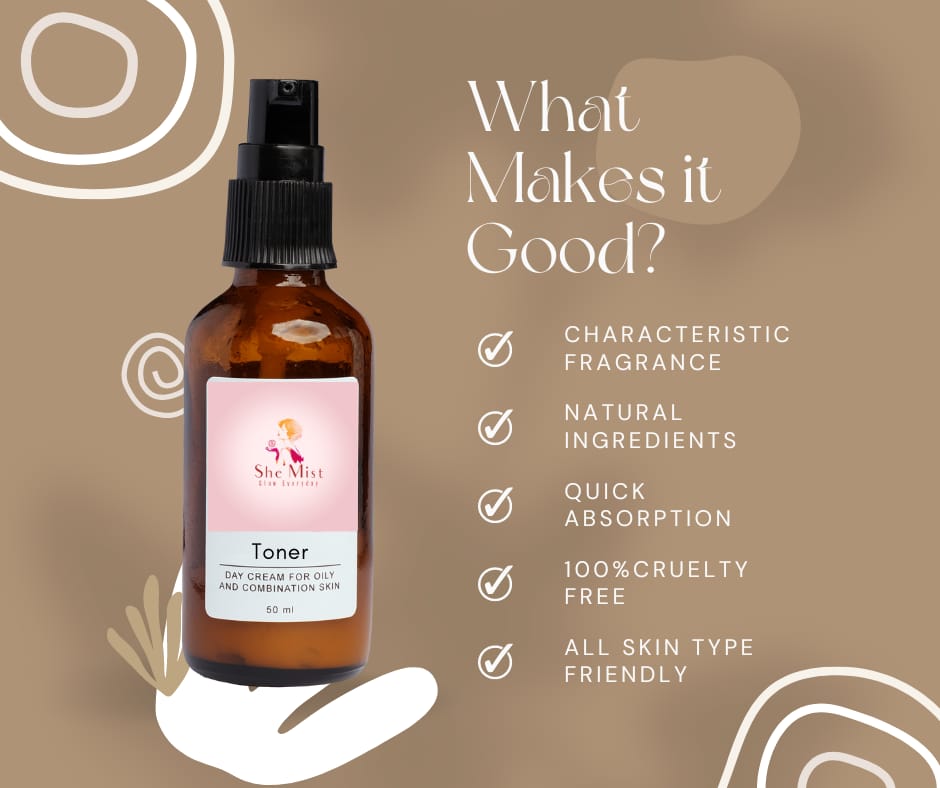 What
Makes it
Good?
CHARACTERISTIC
FRAGRANCE
NATURAL
INGREDIENTS
QUICK
ABSORPTION
100%CRUELTY
FREE
ALL SKIN TYPE
FRIENDLY
She Mist
Glow Everyday
Toner
DAY CREAM FOR OILY
AND COMBINATION SKIN
50 ml